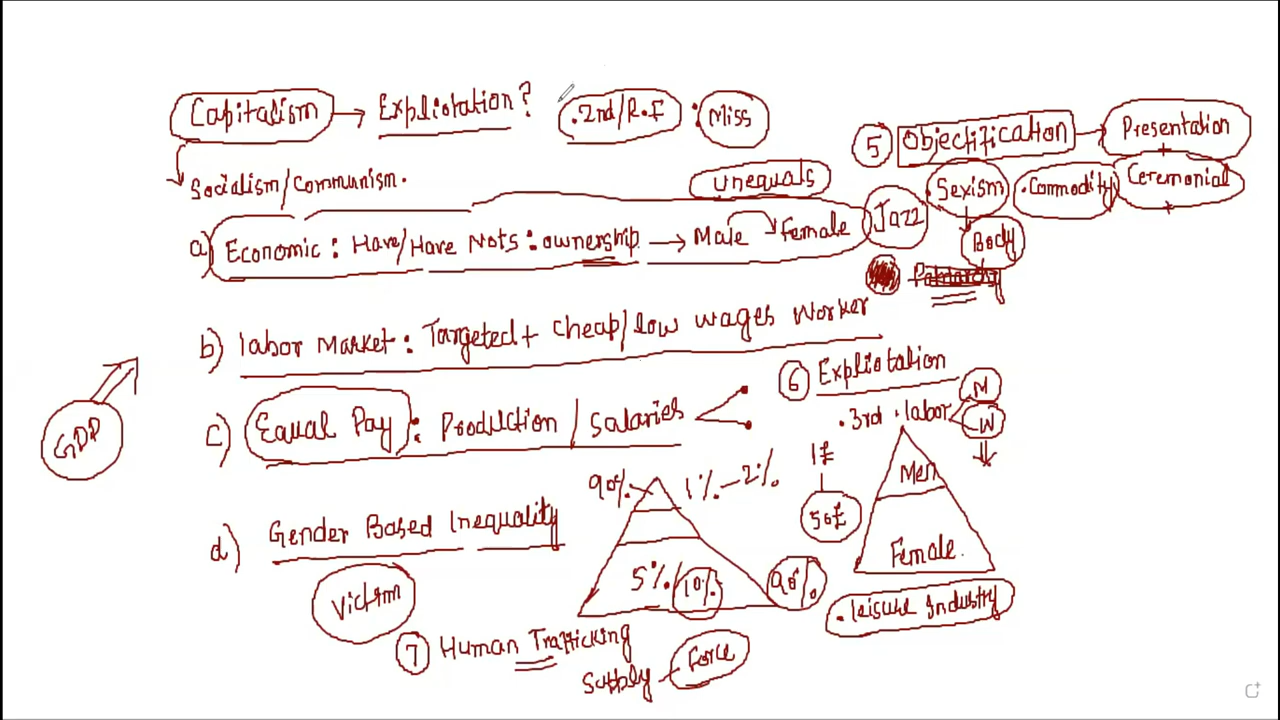 Capitalism → Expliotation? .2nd/R.F : Miss
Socialism/Communism.
unequals
a) Economic: Have/Have Nots: ownership → Male Female
Jazz
b) labor Market: Targeted + Cheap/low wages Worker
GDP
c) Equal Pay: Production / Salaries
d) Gender Based Inequality
Victim
90% 1%-2%
5%/10% 90%
5 Objectification Presentation
+
.Sexism .Commodity Ceremonial
+
Body
Patriarchy
6 Expliotation
.3rd .labor M
W
1£
50£
Men
Female.
.leisure Industry
7 Human Trafficking
Supply - Force